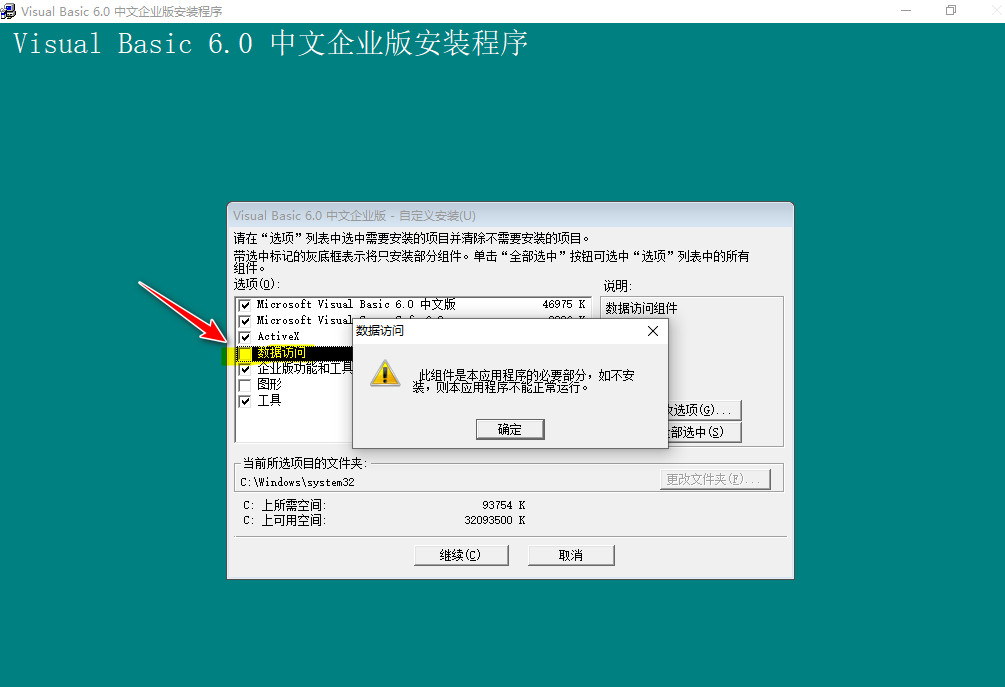 Visual Basic 6.0 中文企业版安装程序
Visual Basic 6.0 中文企业版安装程序
Visual Basic 6.0 中文企业版 - 自定义安装(U)
请在“选项”列表中选中需要安装的项目并清除不需要安装的项目。
带选中标记的灰底框表示将只安装部分组件。单击“全部选中”按钮可选中“选项”列表中的所有
组件。
选项(O):
说明:
Microsoft Visual Basic 6.0 中文版 46975 K
数据访问组件
Microsoft Visual
ActiveX
数据访问
企业版功能和工具
图形
工具
数据访问
此组件是本应用程序的必要部分，如不安
装，则本应用程序不能正常运行。
确定
选项(G)...
部选中(S)
当前所选项目的文件夹:
C:\Windows\system32
更改文件夹(F)...
C: 上所需空间: 93754 K
C: 上可用空间: 32093500 K
继续(C)
取消